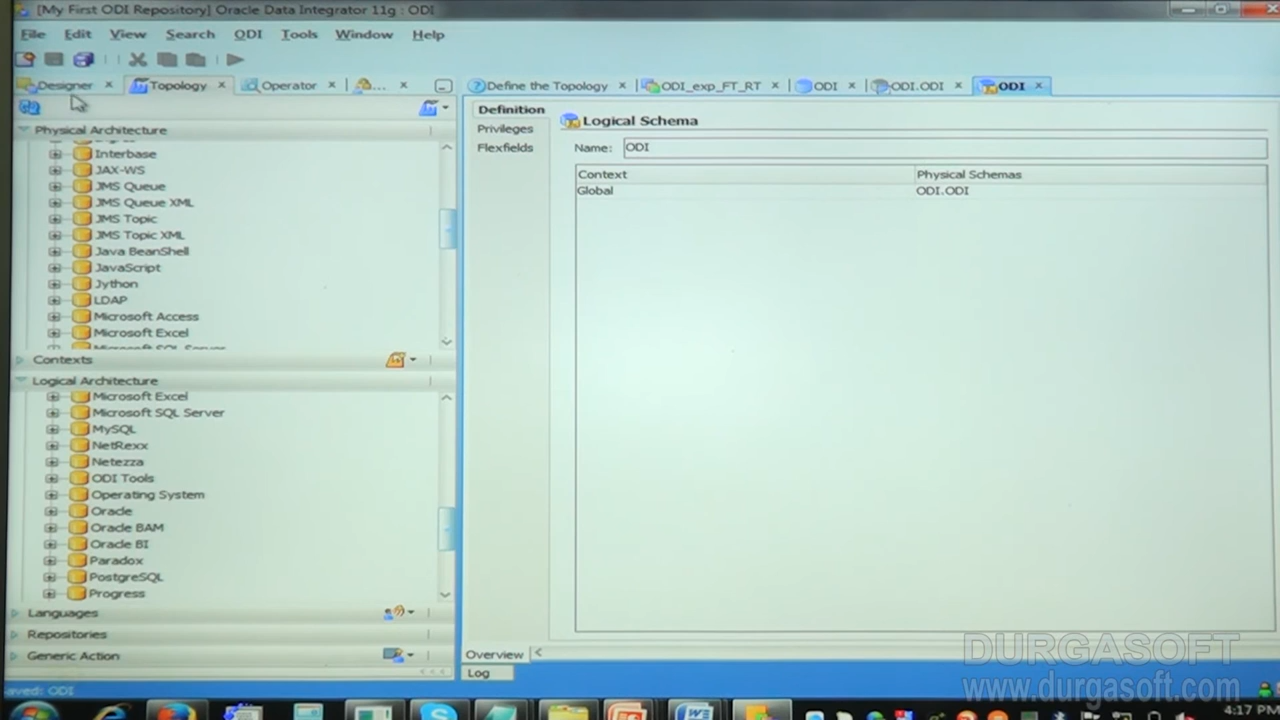 [My First ODI Repository] Oracle Data Integrator 11g : ODI
File Edit View Search ODI Tools Window Help
Designer Topology Operator ... Define the Topology ODI_exp_FT_RT ODI ODI.ODI ODI
Physical Architecture
Interbase
JAX-WS
JMS Queue
JMS Queue XML
JMS Topic
JMS Topic XML
Java BeanShell
JavaScript
Jython
LDAP
Microsoft Access
Microsoft Excel
Microsoft SQL Server
Contexts
Logical Architecture
Microsoft Excel
Microsoft SQL Server
MySQL
NetRexx
Netezza
ODI Tools
Operating System
Oracle
Oracle BAM
Oracle BI
Paradox
PostgreSQL
Progress
Languages
Repositories
Generic Action
Definition
Privileges
Flexfields
Logical Schema
Name: ODI
Context Physical Schemas
Global ODI.ODI
Overview
Log
aved: ODI
DURGASOFT
www.durgasoft.com
4:17 PM